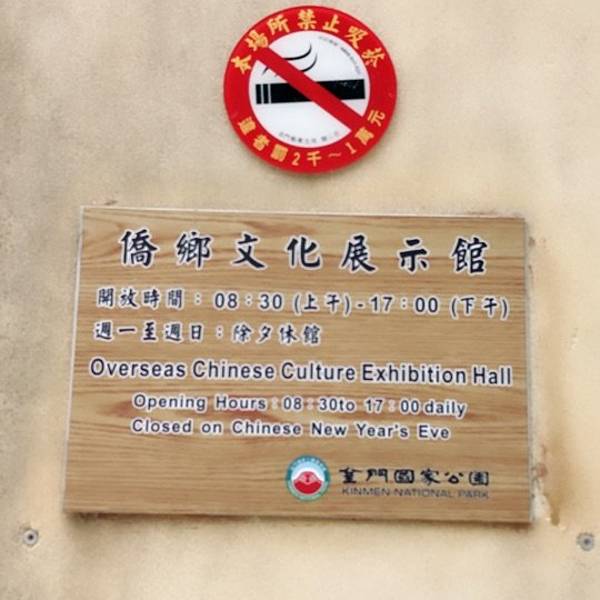 本場所禁止吸菸
違者罰2千~1萬元
僑鄉文化展示館
開放時間：08：30 (上午)-17：00 (下午)
週一至週日：除夕休館
Overseas Chinese Culture Exhibition Hall
Opening Hours：08：30to 17：00 daily
Closed on Chinese New Year's Eve
金門國家公園
KINMEN NATIONAL PARK